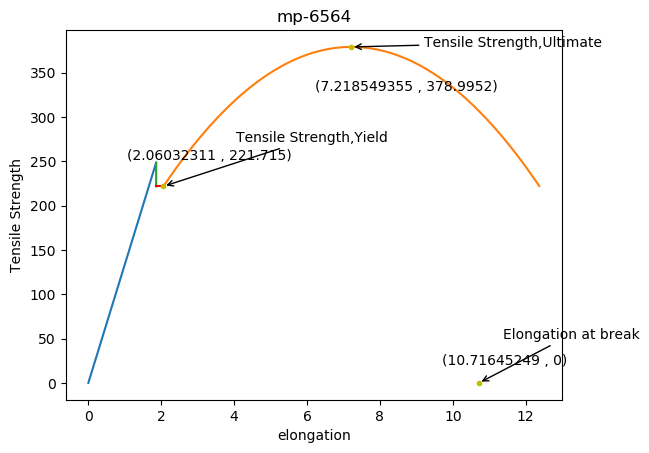 mp-6564
Tensile Strength,Ultimate
(7.218549355 , 378.9952)
Tensile Strength,Yield
(2.06032311 , 221.715)
Elongation at break
(10.71645249 , 0)
Tensile Strength
350
300
250
200
150
100
50
0
0 2 4 6 8 10 12
elongation